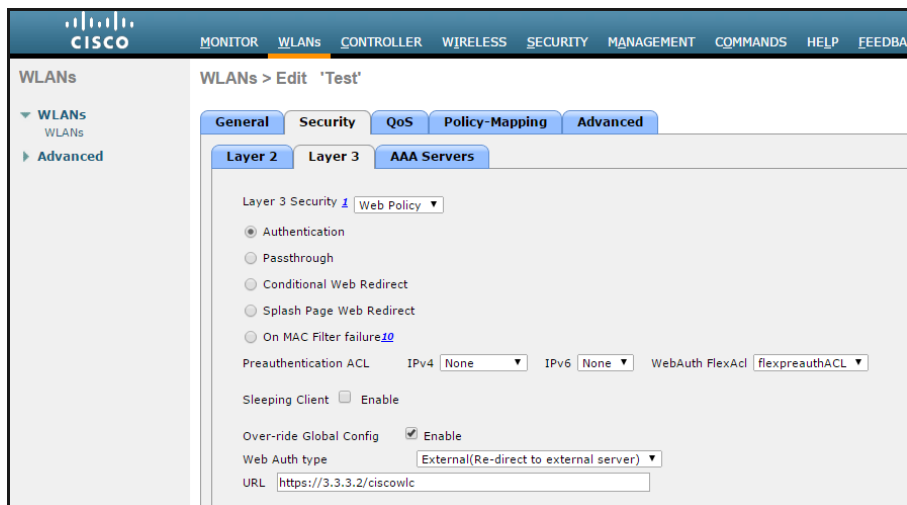 CISCO
MONITOR WLANs CONTROLLER WIRELESS SECURITY MANAGEMENT COMMANDS HELP
WLANs
WLANs > Edit 'Test'
WLANs
WLANs
Advanced
General Security QoS Policy-Mapping Advanced
Layer 2 Layer 3 AAA Servers
Layer 3 Security 1 Web Policy
Authentication
Passthrough
Conditional Web Redirect
Splash Page Web Redirect
On MAC Filter failure10
Preauthentication ACL IPv4 None IPv6 None WebAuth FlexAcl flexpreauthACL
Sleeping Client Enable
Over-ride Global Config Enable
Web Auth type External(Re-direct to external server)
URL https://3.3.3.2/ciscowlc